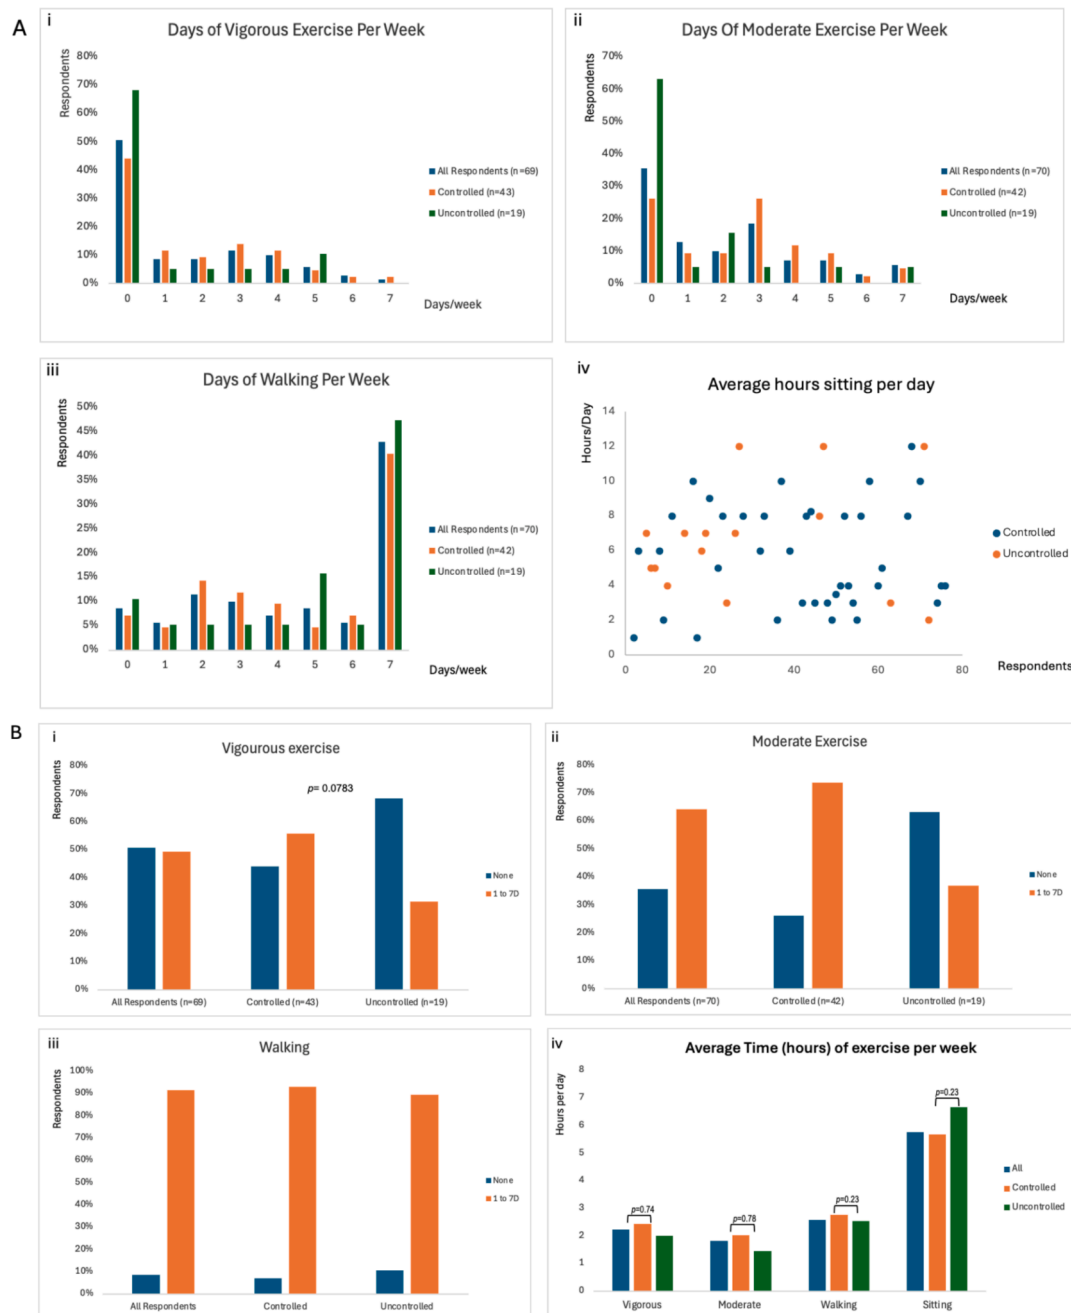 A
i
Days of Vigorous Exercise Per Week
Respondents
80%
70%
60%
50%
40%
30%
20%
10%
0%
0 1 2 3 4 5 6 7
Days/week
All Respondents (n=69)
Controlled (n=43)
Uncontrolled (n=19)
ii
Days Of Moderate Exercise Per Week
Respondents
70%
60%
50%
40%
30%
20%
10%
0%
0 1 2 3 4 5 6 7
Days/week
All Respondents (n=70)
Controlled (n=42)
Uncontrolled (n=19)
iii
Days of Walking Per Week
Respondents
50%
45%
40%
35%
30%
25%
20%
15%
10%
5%
0%
0 1 2 3 4 5 6 7
Days/week
All Respondents (n=70)
Controlled (n=42)
Uncontrolled (n=19)
iv
Average hours sitting per day
Hours/Day
14
12
10
8
6
4
2
0
0 20 40 60 80
Respondents
Controlled
Uncontrolled
B
i
Vigourous exercise
Respondents
80%
70%
60%
50%
40%
30%
20%
10%
0%
p= 0.0783
All Respondents (n=69) Controlled (n=43) Uncontrolled (n=19)
None
1 to 7D
ii
Moderate Exercise
Respondents
80%
70%
60%
50%
40%
30%
20%
10%
0%
All Respondents (n=70) Controlled (n=42) Uncontrolled (n=19)
None
1 to 7D
iii
Walking
Respondents
100%
90%
80%
70%
60%
50%
40%
30%
20%
10%
0%
All Respondents Controlled Uncontrolled
None
1 to 7D
iv
Average Time (hours) of exercise per week
Hours per day
8
7
6
5
4
3
2
1
0
p=0.74
p=0.78
p=0.23
p=0.23
Vigorous Moderate Walking Sitting
All
Controlled
Uncontrolled